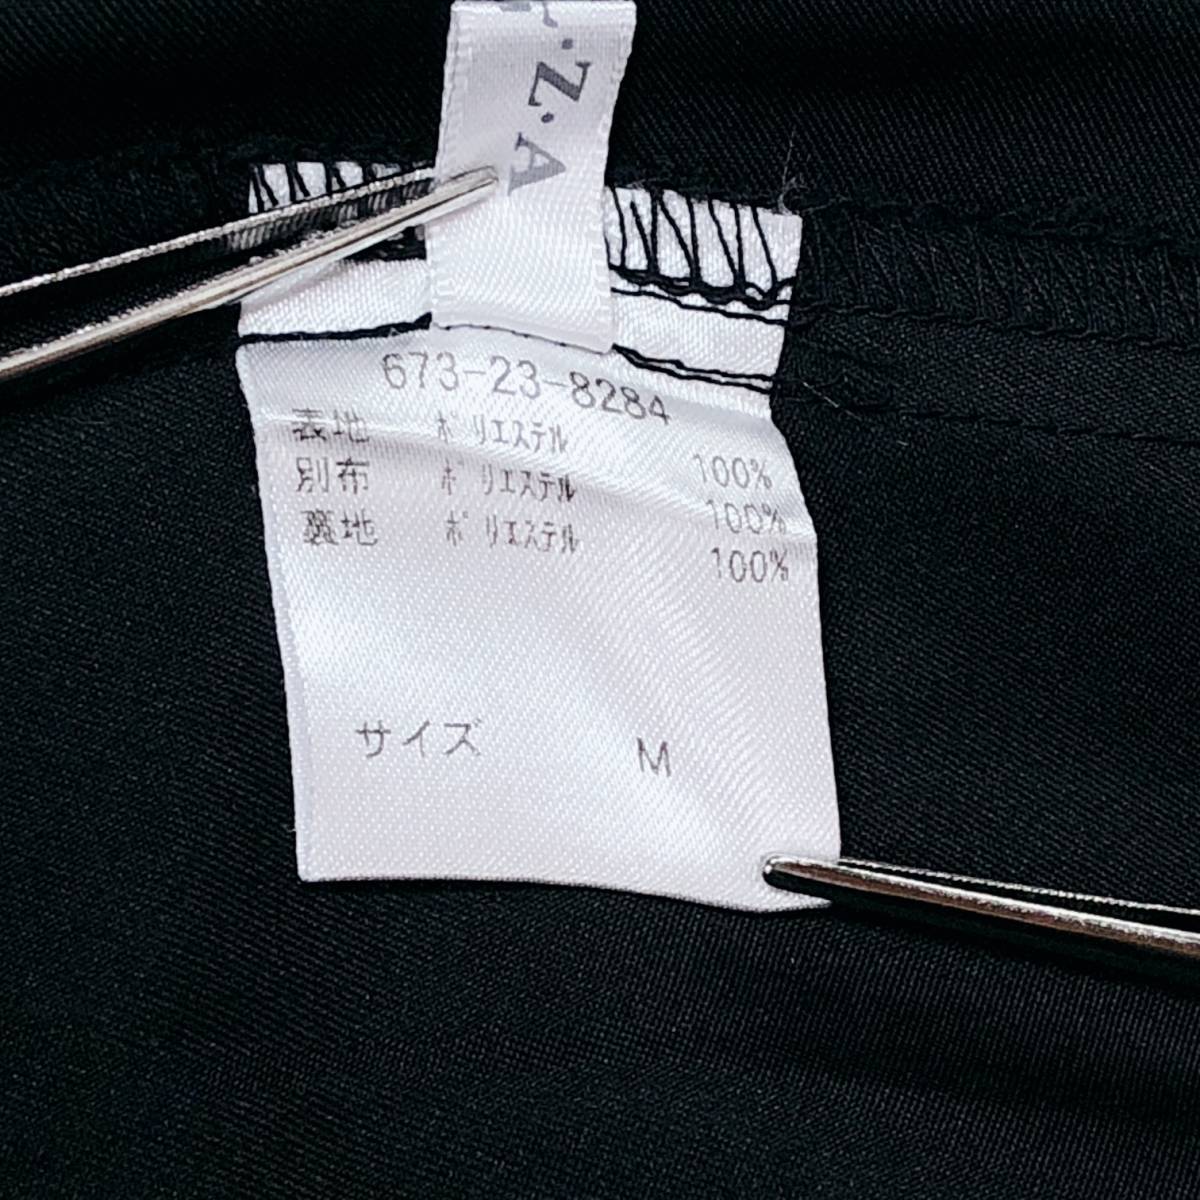 Z・A
673-23-8284
表地 ポリエステル 100%
別布 ポリエステル 100%
裏地 ポリエステル 100%
サイズ M